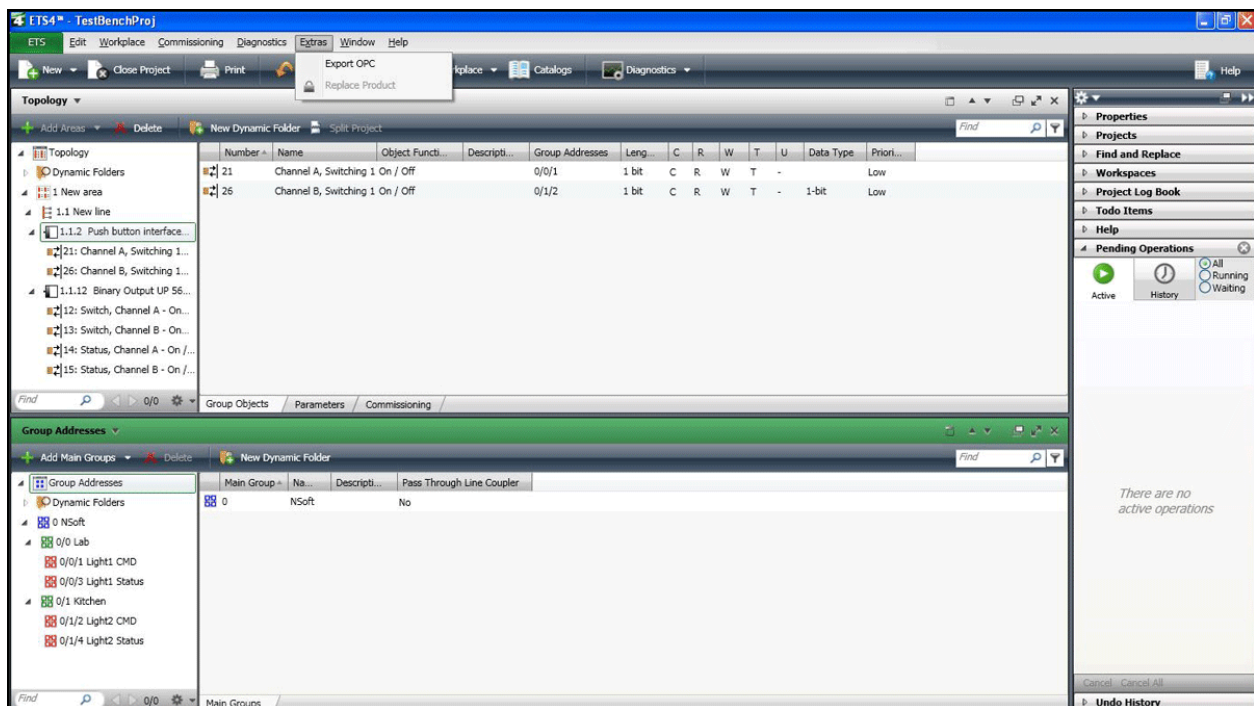 ETS4™ - TestBenchProj
ETS Edit Workplace Commissioning Diagnostics Extras Window Help
New Close Project Print Catalogs Diagnostics Help
Export OPC
Replace Product
Topology
Add Areas Delete New Dynamic Folder Split Project Find
Topology
Dynamic Folders
1 New area
1.1 New line
1.1.2 Push button interface...
21: Channel A, Switching 1...
26: Channel B, Switching 1...
1.1.12 Binary Output UP 56...
12: Switch, Channel A - On...
13: Switch, Channel B - On...
14: Status, Channel A - On /...
15: Status, Channel B - On /...
Find 0/0
Number Name Object Functi... Descripti... Group Addresses Leng... C R W T U Data Type Priori...
21 Channel A, Switching 1 On / Off 0/0/1 1 bit C R W T - Low
26 Channel B, Switching 1 On / Off 0/1/2 1 bit C R W T - 1-bit Low
Group Objects Parameters Commissioning
Group Addresses
Add Main Groups Delete New Dynamic Folder Find
Group Addresses
Dynamic Folders
0 NSoft
0/0 Lab
0/0/1 Light1 CMD
0/0/3 Light1 Status
0/1 Kitchen
0/1/2 Light2 CMD
0/1/4 Light2 Status
Find 0/0
Main Group Na... Descripti... Pass Through Line Coupler
0 NSoft No
Main Groups
Properties
Projects
Find and Replace
Workspaces
Project Log Book
Todo Items
Help
Pending Operations
Active History
All
Running
Waiting
There are no
active operations
Cancel Cancel All
Undo History